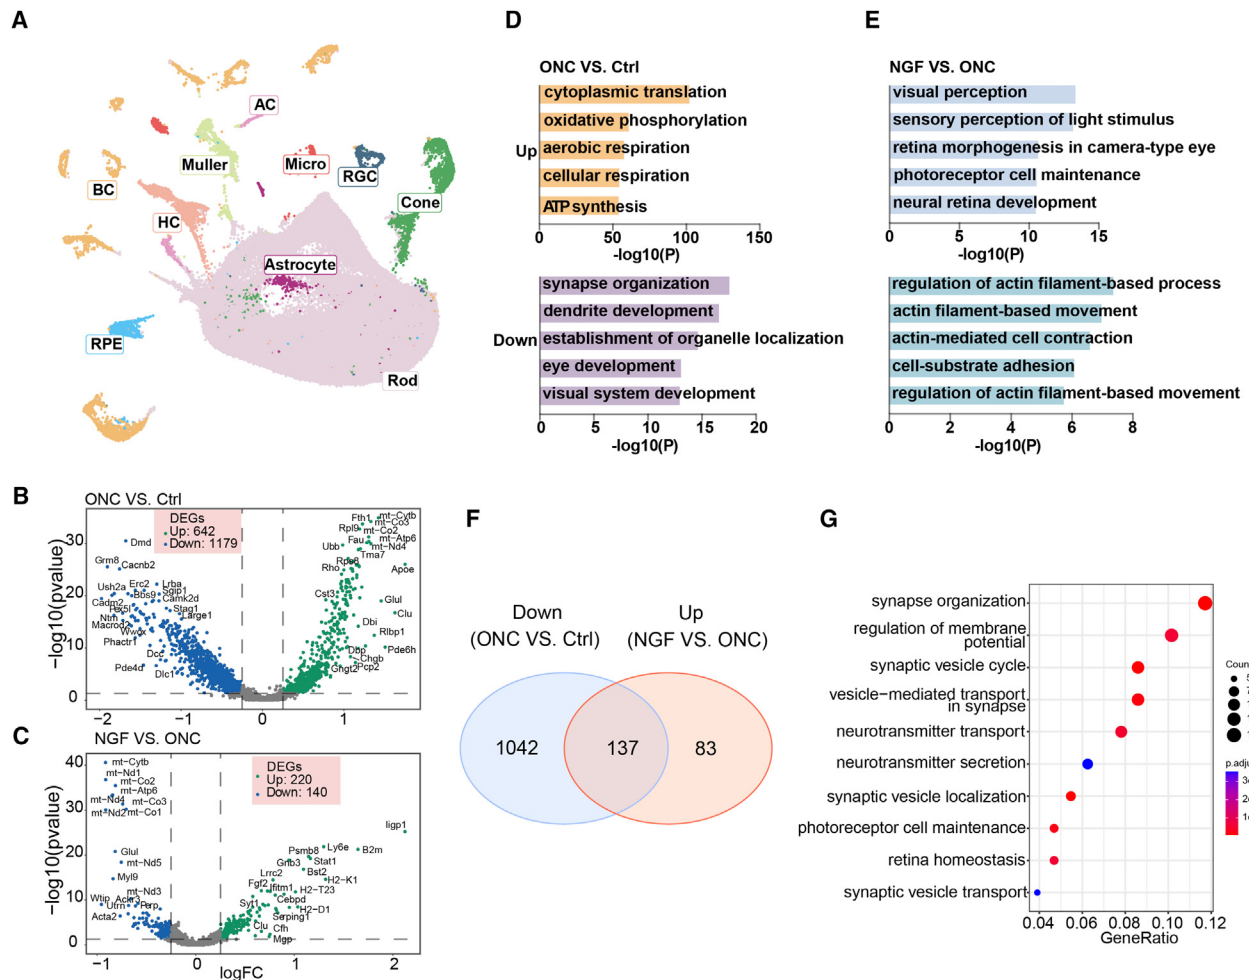 A
AC
Muller
Micro
RGC
BC
HC
Cone
Astrocyte
RPE
Rod
D
ONC VS. Ctrl
Up
cytoplasmic translation
oxidative phosphorylation
aerobic respiration
cellular respiration
ATP synthesis
0 50 100 150
-log10(P)
Down
synapse organization
dendrite development
establishment of organelle localization
eye development
visual system development
0 5 10 15 20
-log10(P)
E
NGF VS. ONC
visual perception
sensory perception of light stimulus
retina morphogenesis in camera-type eye
photoreceptor cell maintenance
neural retina development
0 5 10 15
-log10(P)
regulation of actin filament-based process
actin filament-based movement
actin-mediated cell contraction
cell-substrate adhesion
regulation of actin filament-based movement
0 2 4 6 8
-log10(P)
B
ONC VS. Ctrl
DEGs
Up: 642
Down: 1179
−log10(pvalue)
30
20
10
0
Dmd
Grm8
Cacnb2
Ush2a
Erc2
Lrba
Bbs9
Sgip1
Cadm2
Camk2d
Stag1
Ntm
Large1
Macrod2
Wwox
Phactr1
Dcc
Pde4d
Dlc1
Fth1
mt-Cytb
mt-Co3
Rpl9
mt-Co2
Fau
mt-Atp6
Ubb
mt-Nd4
Tma7
Rps8
Rho
Apoe
Cst3
Glul
Clu
Dbi
Rlbp1
Dbp
Pde6h
Chgb
Gngt2
Pcp2
−2 −1 0 1
C
NGF VS. ONC
DEGs
Up: 220
Down: 140
−log10(pvalue)
40
30
20
10
0
mt-Cytb
mt-Nd1
mt-Co2
mt-Atp6
mt-Nd4
mt-Co3
mt-Nd2
mt-Co1
Glul
mt-Nd5
Myl9
mt-Nd3
Wtip
Ackr3
Utrn
Perp
Acta2
Iigp1
Ly6e
B2m
Psmb8
Stat1
Grib3
Bst2
Lrrc2
H2-K1
Fgf2
Ifitm1
H2-T23
Syt1
Cebpd
H2-D1
Serping1
Clu
Cfh
Mgp
−1 0 1 2
logFC
F
Down
(ONC VS. Ctrl)
Up
(NGF VS. ONC)
1042
137
83
G
synapse organization
regulation of membrane
potential
synaptic vesicle cycle
vesicle−mediated transport
in synapse
neurotransmitter transport
neurotransmitter secretion
synaptic vesicle localization
photoreceptor cell maintenance
retina homeostasis
synaptic vesicle transport
0.04 0.06 0.08 0.10 0.12
GeneRatio
Coun
p.adju